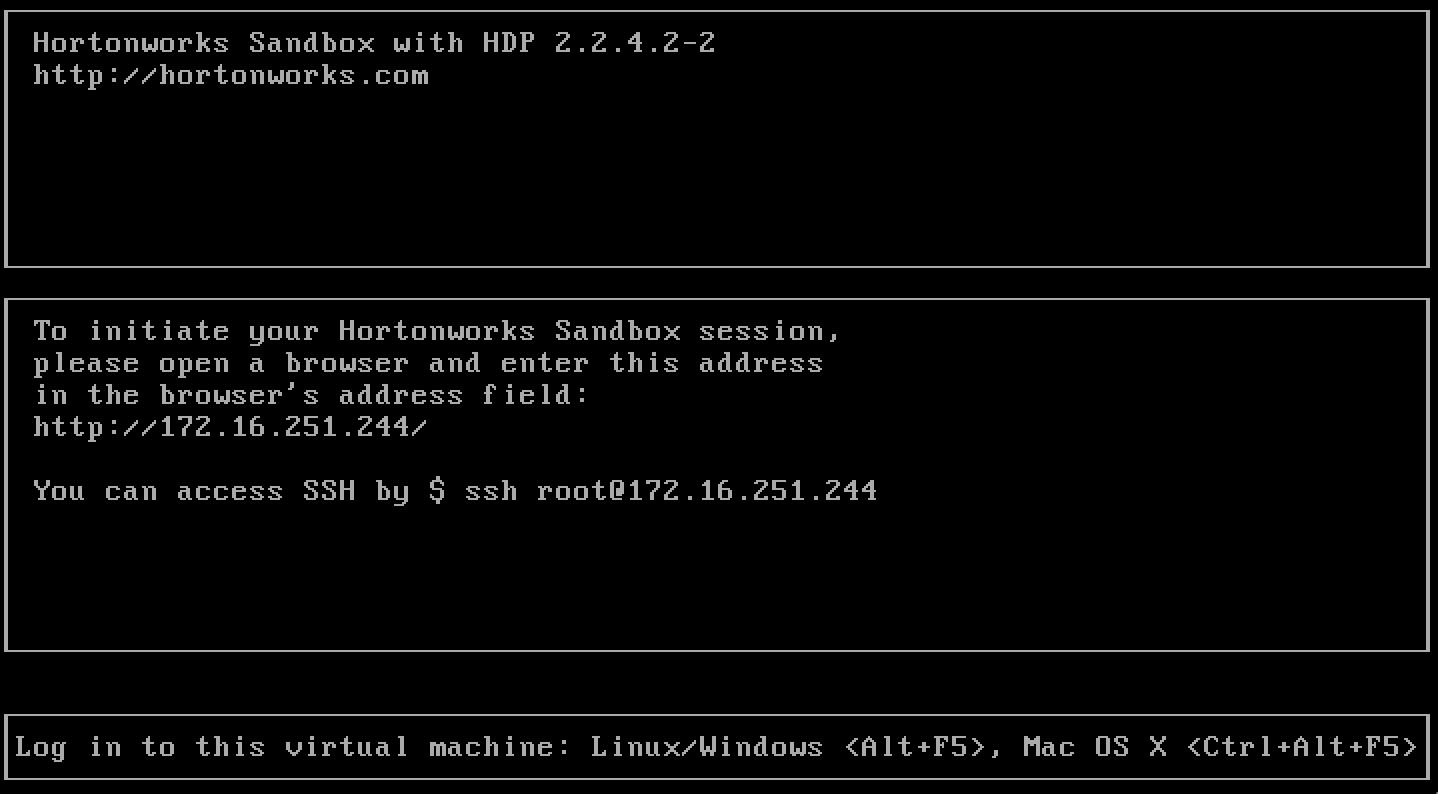 Hortonworks Sandbox with HDP 2.2.4.2-2
http://hortonworks.com
To initiate your Hortonworks Sandbox session,
please open a browser and enter this address
in the browser's address field:
http://172.16.251.244/
You can access SSH by $ ssh root@172.16.251.244
Log in to this virtual machine: Linux/Windows <Alt+F5>, Mac OS X <Ctrl+Alt+F5>